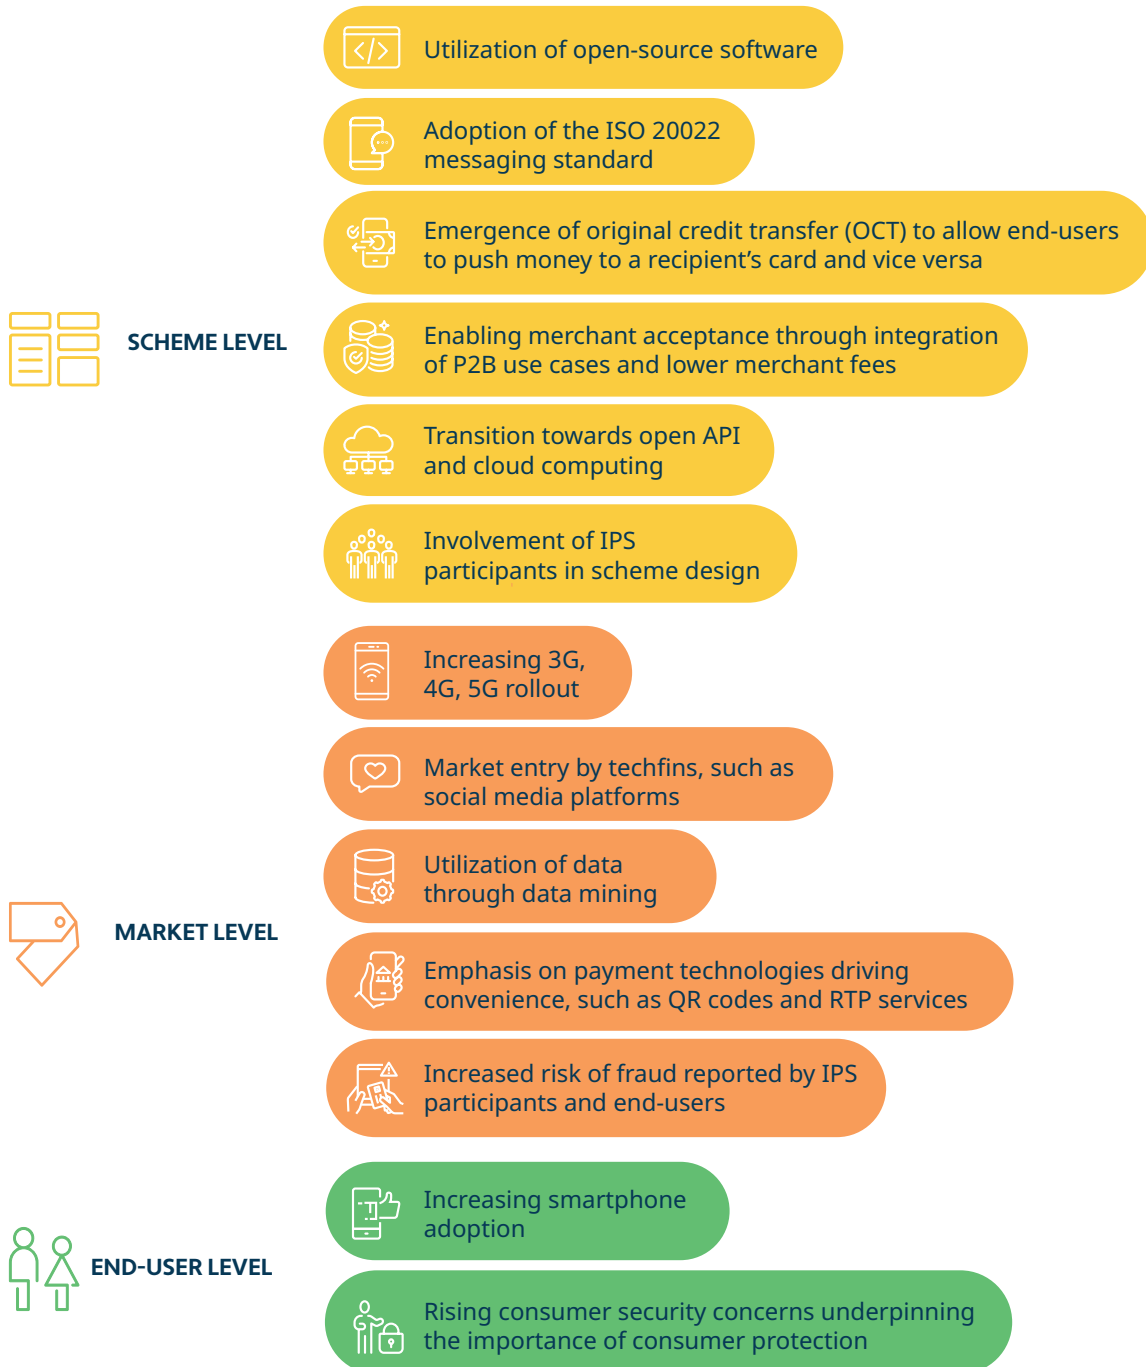 Utilization of open-source software
Adoption of the ISO 20022
messaging standard
Emergence of original credit transfer (OCT) to allow end-users
to push money to a recipient's card and vice versa
SCHEME LEVEL
Enabling merchant acceptance through integration
of P2B use cases and lower merchant fees
Transition towards open API
and cloud computing
Involvement of IPS
participants in scheme design
Increasing 3G,
4G, 5G rollout
Market entry by techfins, such as
social media platforms
Utilization of data
through data mining
MARKET LEVEL
Emphasis on payment technologies driving
convenience, such as QR codes and RTP services
Increased risk of fraud reported by IPS
participants and end-users
Increasing smartphone
adoption
END-USER LEVEL
Rising consumer security concerns underpinning
the importance of consumer protection